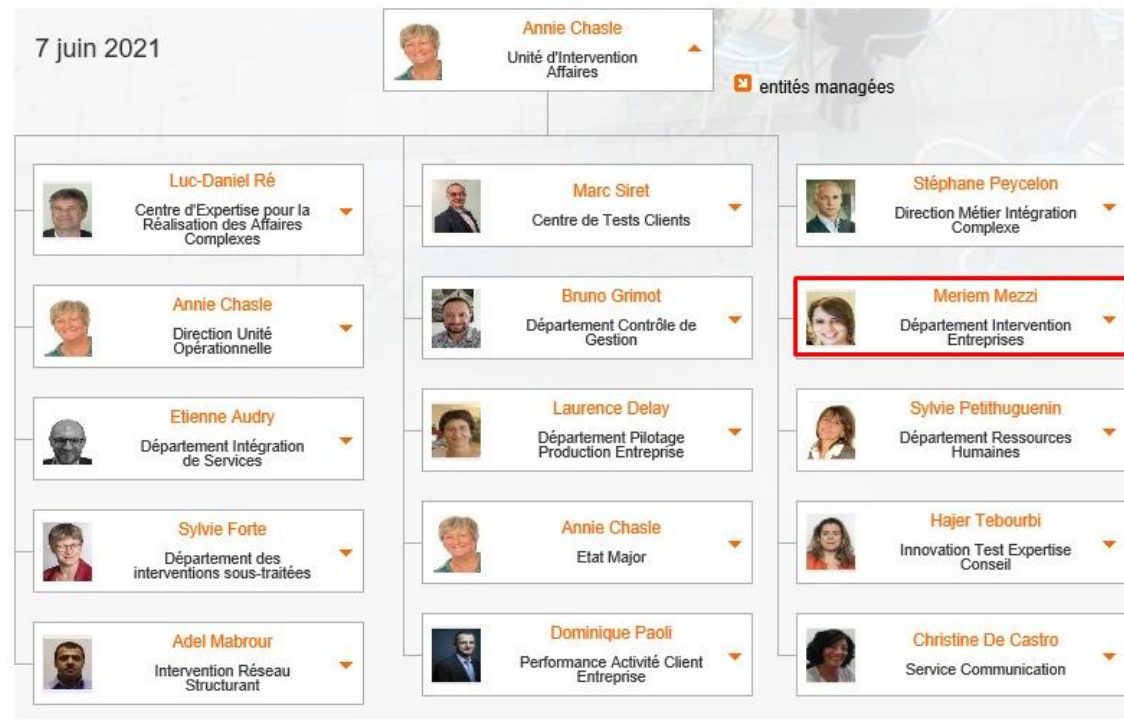 7 juin 2021
Annie Chasle
Unité d'Intervention
Affaires
entités managées
Luc-Daniel Ré
Centre d'Expertise pour la
Réalisation des Affaires
Complexes
Annie Chasle
Direction Unité
Opérationnelle
Etienne Audry
Département Intégration
de Services
Sylvie Forte
Département des
interventions sous-traitées
Adel Mabrour
Intervention Réseau
Structurant
Marc Siret
Centre de Tests Clients
Bruno Grimot
Département Contrôle de
Gestion
Laurence Delay
Département Pilotage
Production Entreprise
Annie Chasle
Etat Major
Dominique Paoli
Performance Activité Client
Entreprise
Stéphane Peycelon
Direction Métier Intégration
Complexe
Meriem Mezzi
Département Intervention
Entreprises
Sylvie Petithuguenin
Département Ressources
Humaines
Hajer Tebourbi
Innovation Test Expertise
Conseil
Christine De Castro
Service Communication